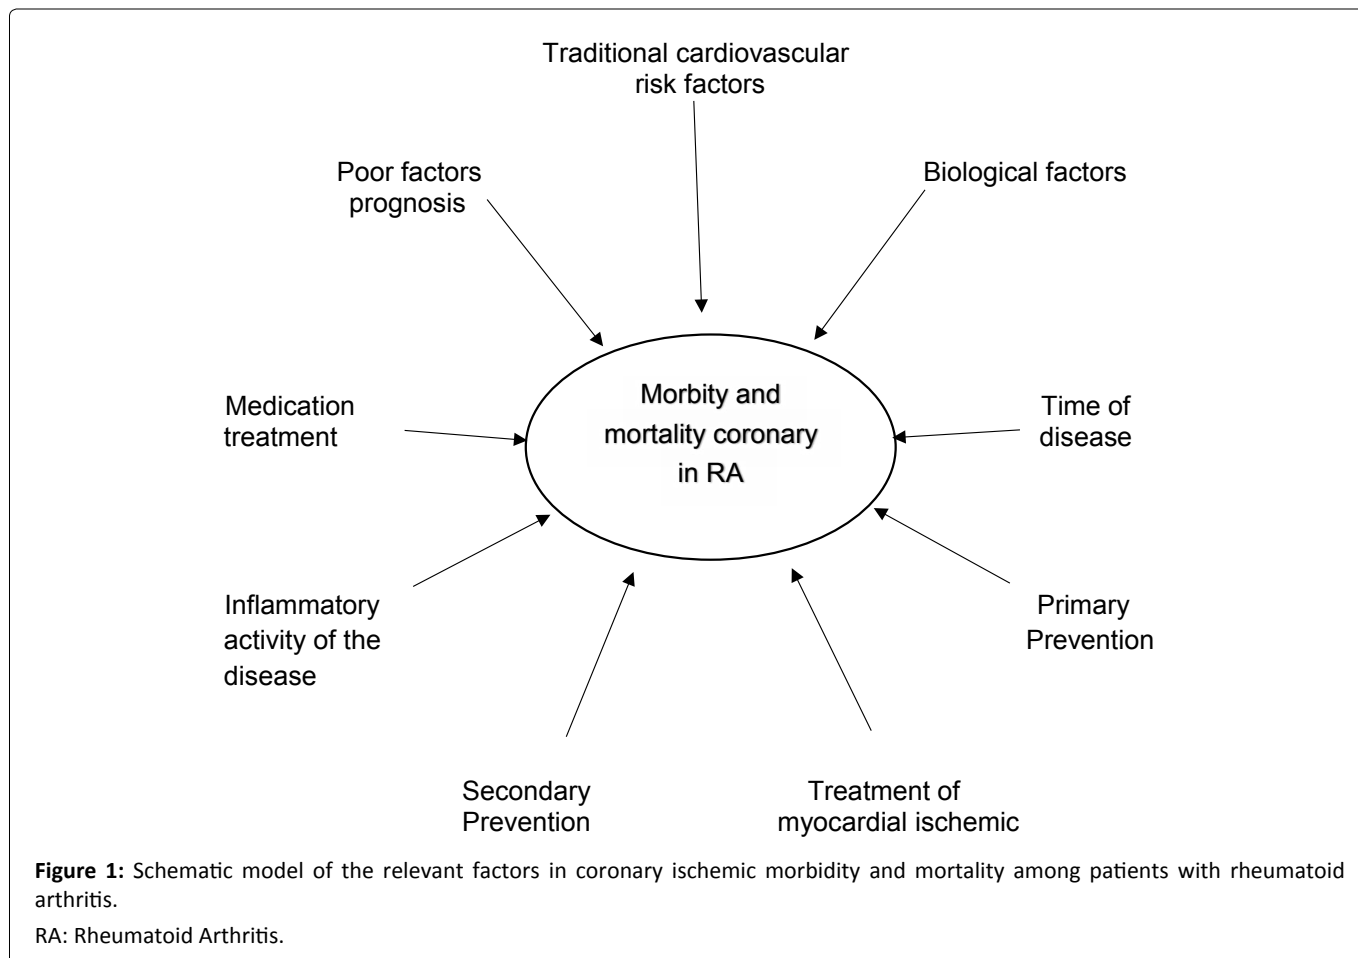 Traditional cardiovascular
risk factors
Poor factors
prognosis
Biological factors
Medication
treatment
Morbity and
mortality coronary
in RA
Time of
disease
Inflammatory
activity of the
disease
Primary
Prevention
Secondary
Prevention
Treatment of
myocardial ischemic
Figure 1: Schematic model of the relevant factors in coronary ischemic morbidity and mortality among patients with rheumatoid
arthritis.
RA: Rheumatoid Arthritis.